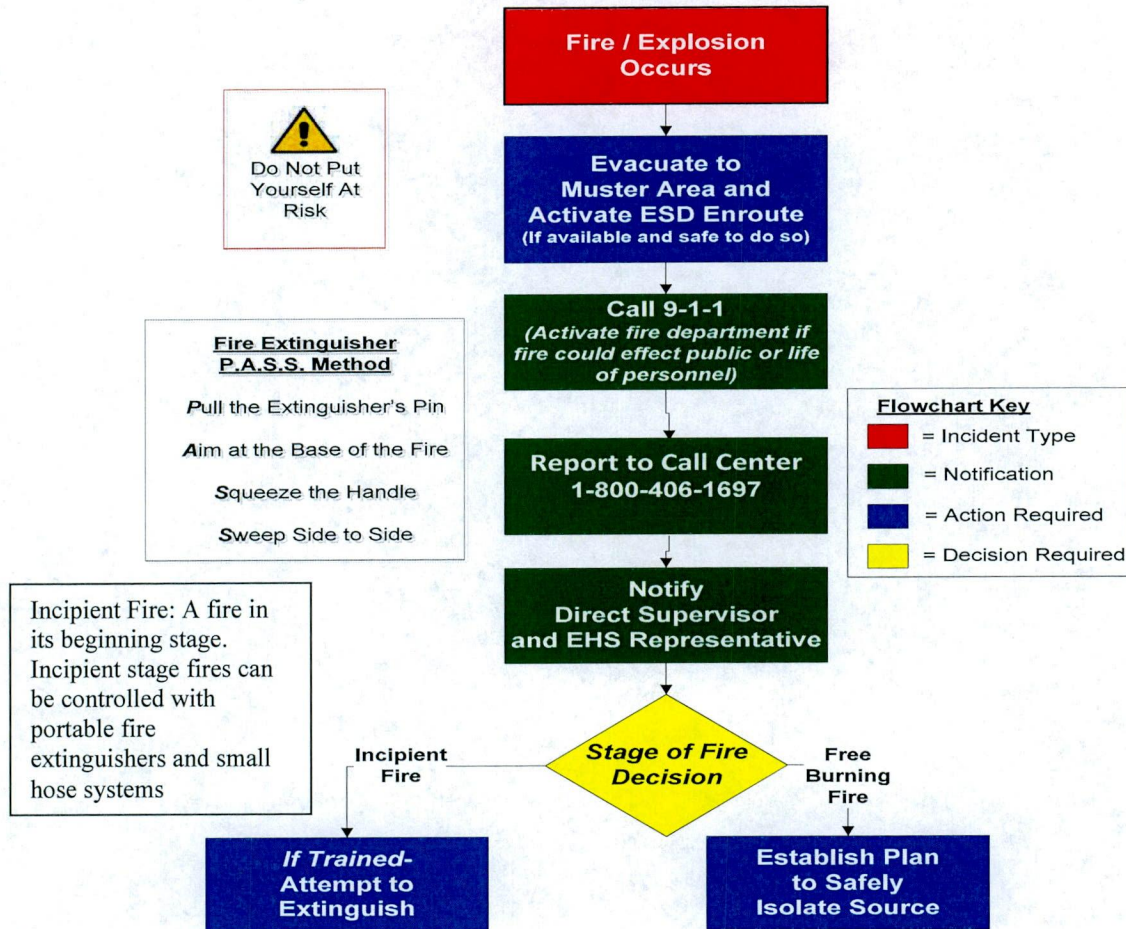 Fire / Explosion
Occurs
Do Not Put
Yourself At
Risk
Evacuate to
Muster Area and
Activate ESD Enroute
(If available and safe to do so)
Call 9-1-1
(Activate fire department if
fire could effect public or life
of personnel)
Fire Extinguisher
P.A.S.S. Method
Pull the Extinguisher's Pin
Aim at the Base of the Fire
Squeeze the Handle
Sweep Side to Side
Flowchart Key
= Incident Type
= Notification
= Action Required
= Decision Required
Report to Call Center
1-800-406-1697
Notify
Direct Supervisor
and EHS Representative
Incipient Fire: A fire in
its beginning stage.
Incipient stage fires can
be controlled with
portable fire
extinguishers and small
hose systems
Stage of Fire
Decision
Incipient
Fire
Free
Burning
Fire
If Trained-
Attempt to
Extinguish
Establish Plan
to Safely
Isolate Source